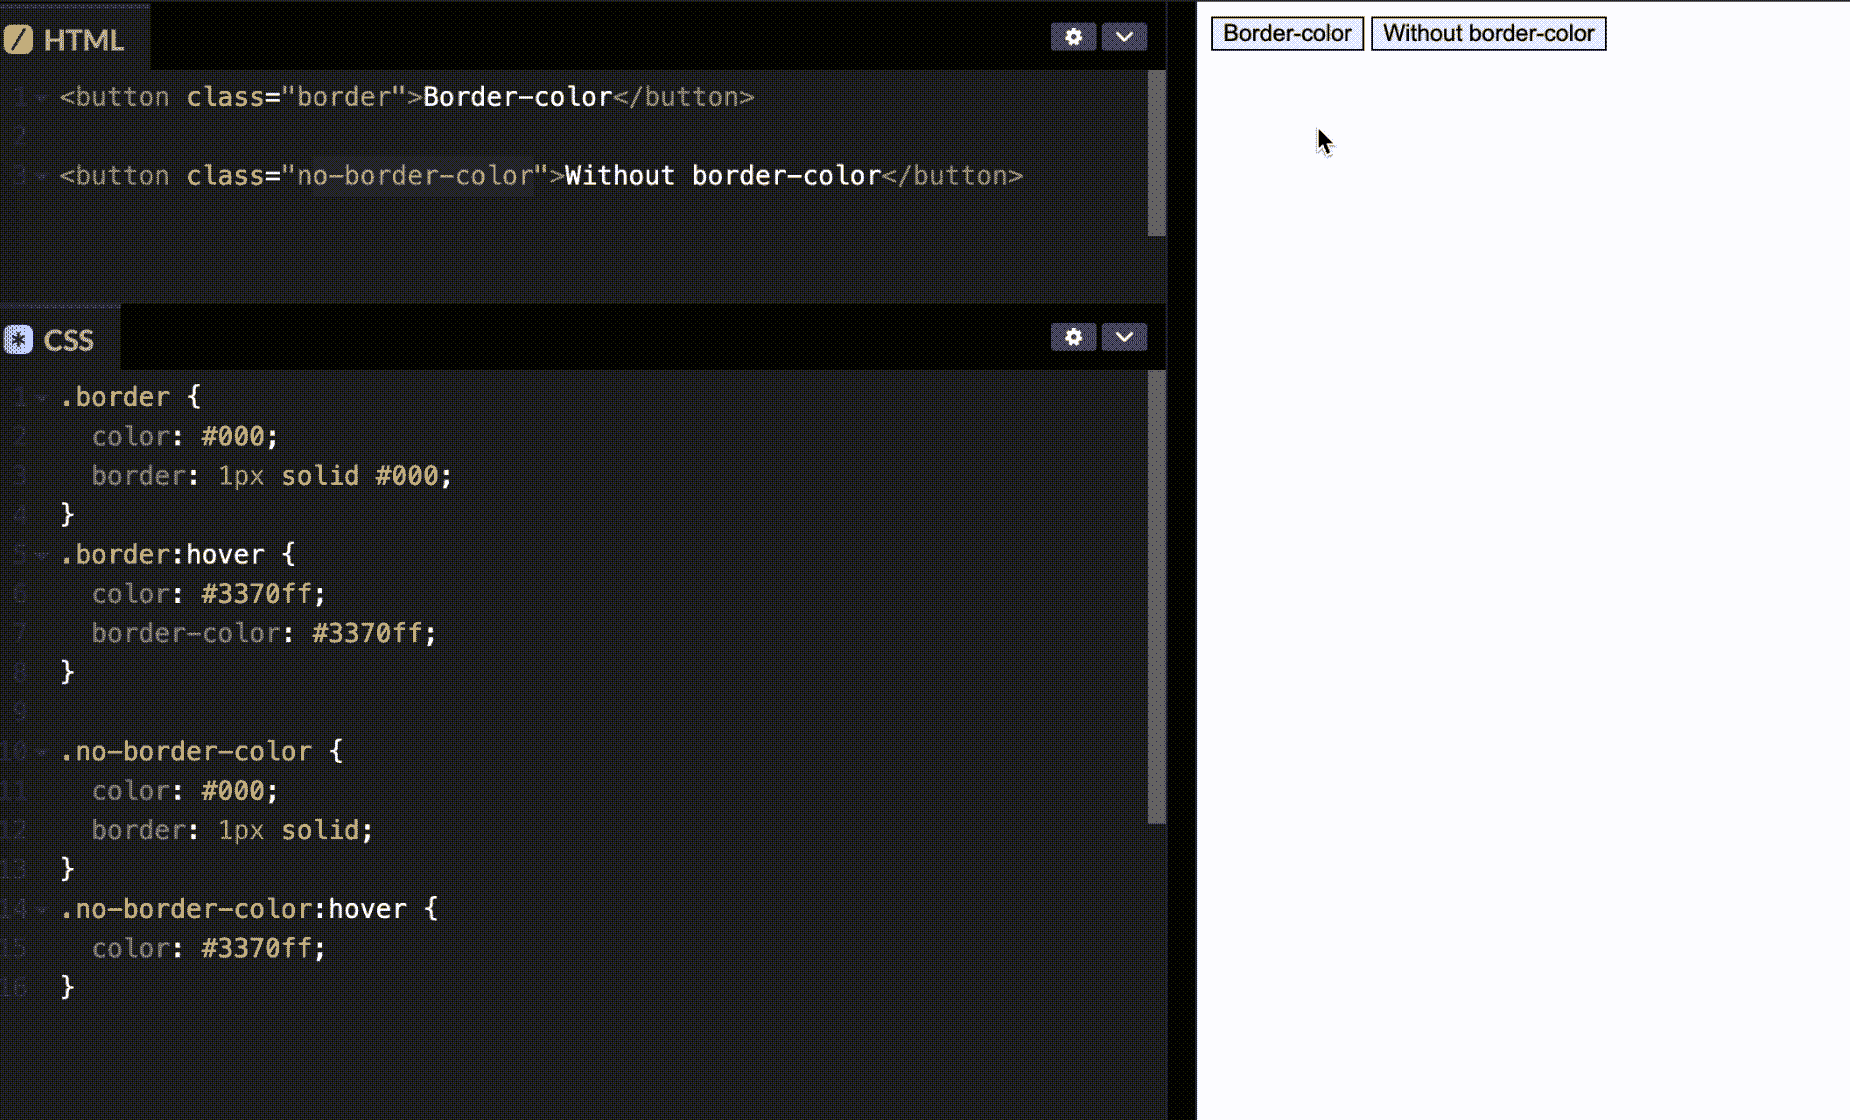 HTML
1 <button class="border">Border-color</button>
2
3 <button class="no-border-color">Without border-color</button>
CSS
1 .border {
2 color: #000;
3 border: 1px solid #000;
4 }
5 .border:hover {
6 color: #3370ff;
7 border-color: #3370ff;
8 }
9
10 .no-border-color {
11 color: #000;
12 border: 1px solid;
13 }
14 .no-border-color:hover {
15 color: #3370ff;
16 }
Border-color Without border-color